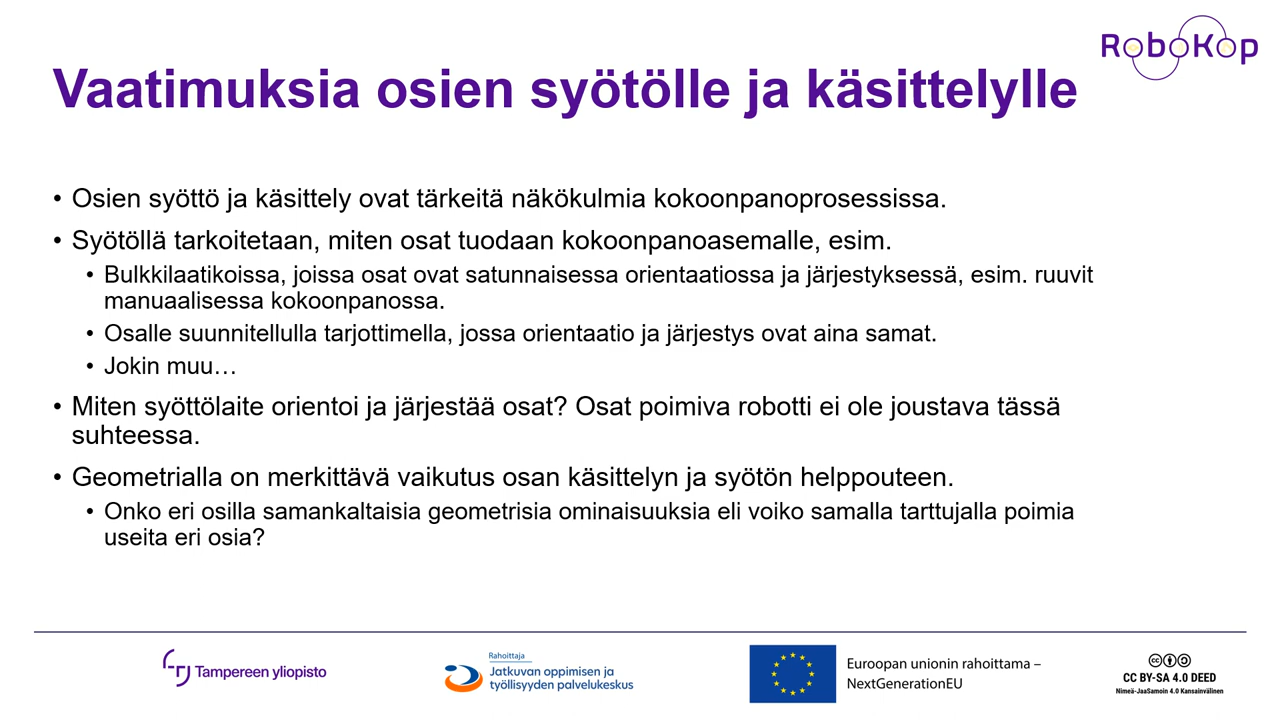 RoboKop
Vaatimuksia osien syötölle ja käsittelylle
• Osien syöttö ja käsittely ovat tärkeitä näkökulmia kokoonpanoprosessissa.
• Syötöllä tarkoitetaan, miten osat tuodaan kokoonpanoasemalle, esim.
• Bulkkilaatikoissa, joissa osat ovat satunnaisessa orientaatiossa ja järjestyksessä, esim. ruuvit
manuaalisessa kokoonpanossa.
• Osalle suunnitellulla tarjottimella, jossa orientaatio ja järjestys ovat aina samat.
• Jokin muu…
• Miten syöttölaite orientoi ja järjestää osat? Osat poimiva robotti ei ole joustava tässä
suhteessa.
• Geometrialla on merkittävä vaikutus osan käsittelyn ja syötön helppouteen.
• Onko eri osilla samankaltaisia geometrisia ominaisuuksia eli voiko samalla tarttujalla poimia
useita eri osia?
Tampereen yliopisto
Rahoittaja
Jatkuvan oppimisen ja
työllisyyden palvelukeskus
Euroopan unionin rahoittama –
NextGenerationEU
CC BY-SA 4.0 DEED
Nimeä-JaaSamoin 4.0 Kansainvälinen